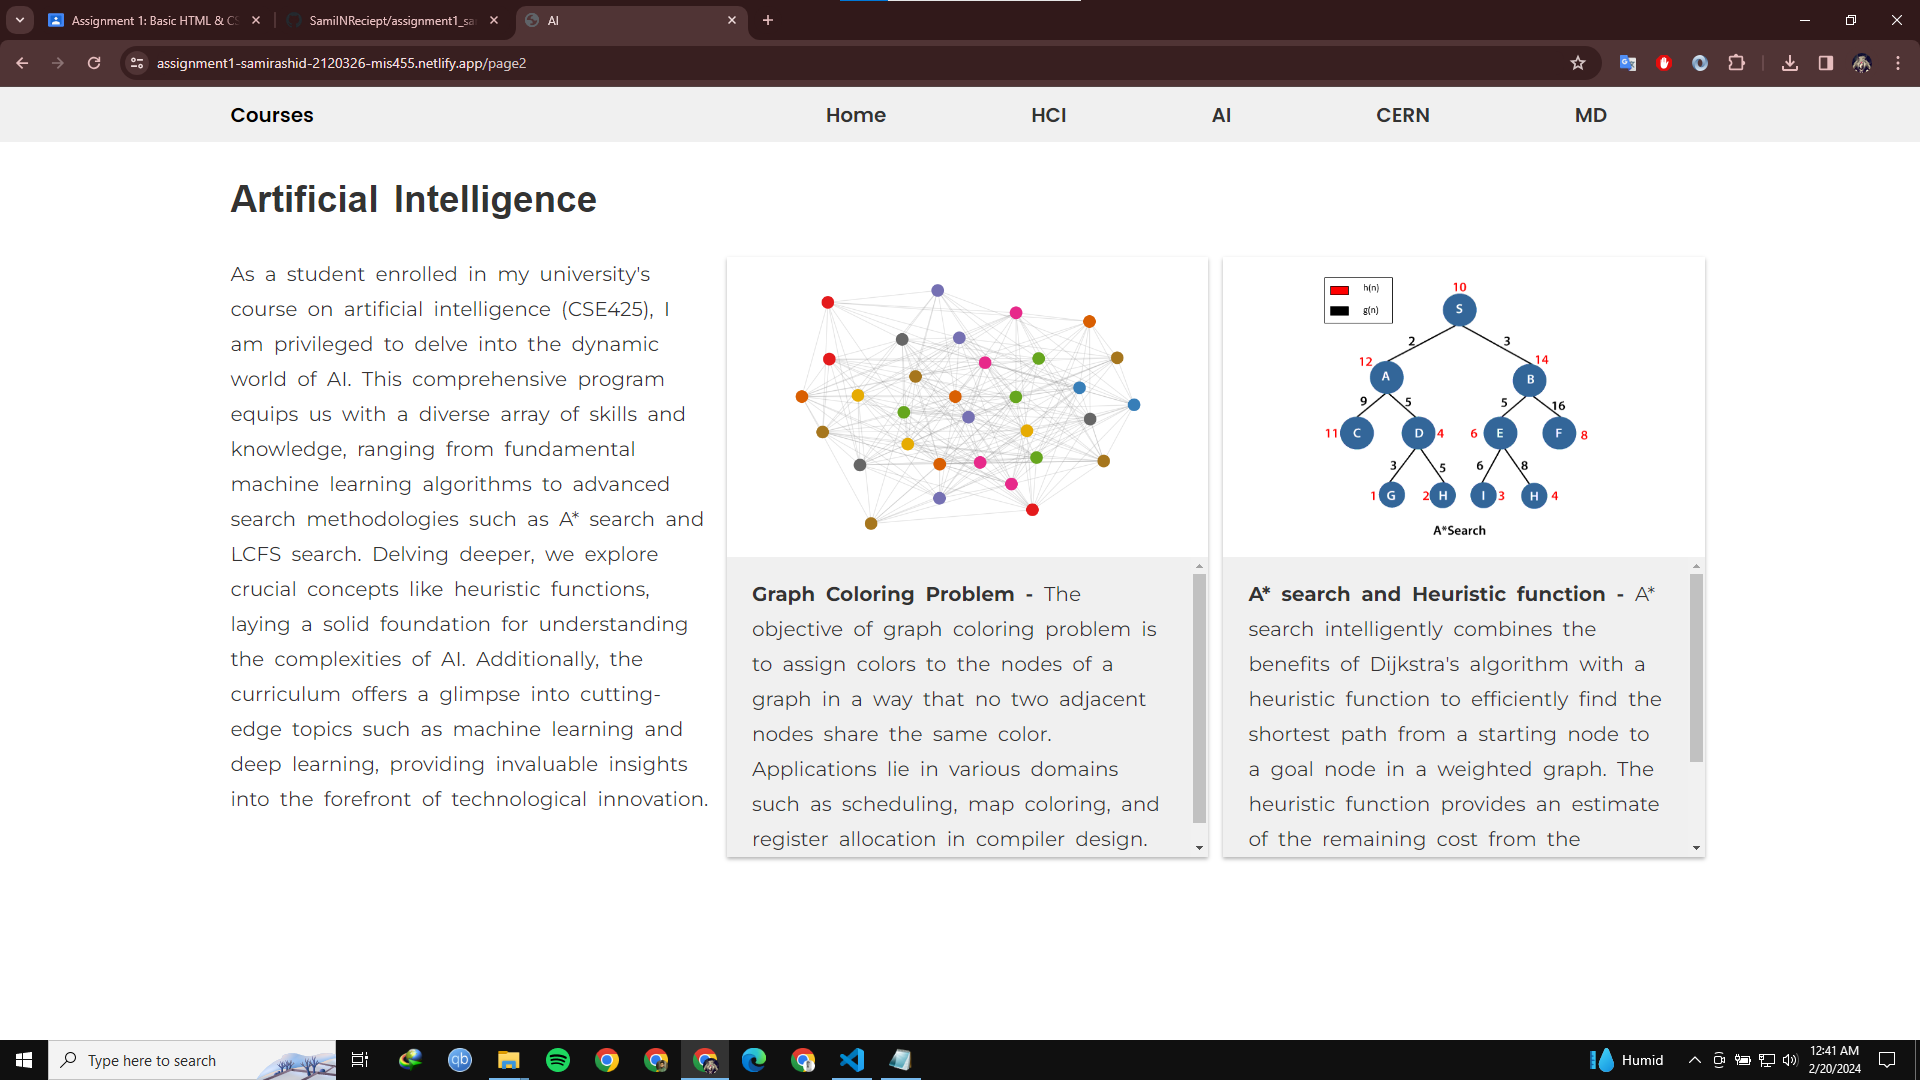 Assignment 1: Basic HTML & CS
SamiINReciept/assignment1_sa
AI
assignment1-samirashid-2120326-mis455.netlify.app/page2
Courses
Home
HCI
AI
CERN
MD
Artificial Intelligence
As a student enrolled in my university's
course on artificial intelligence (CSE425), I
am privileged to delve into the dynamic
world of AI. This comprehensive program
equips us with a diverse array of skills and
knowledge, ranging from fundamental
machine learning algorithms to advanced
search methodologies such as A* search and
LCFS search. Delving deeper, we explore
crucial concepts like heuristic functions,
laying a solid foundation for understanding
the complexities of AI. Additionally, the
curriculum offers a glimpse into cutting-
edge topics such as machine learning and
deep learning, providing invaluable insights
into the forefront of technological innovation.
Graph Coloring Problem - The
objective of graph coloring problem is
to assign colors to the nodes of a
graph in a way that no two adjacent
nodes share the same color.
Applications lie in various domains
such as scheduling, map coloring, and
register allocation in compiler design.
h(n)
g(n)
10
S
2
3
12
A
14
B
9
5
5
16
11
C
D
4
6
E
F
8
3
5
6
8
1
G
2
H
I
3
H
4
A*Search
A* search and Heuristic function - A*
search intelligently combines the
benefits of Dijkstra's algorithm with a
heuristic function to efficiently find the
shortest path from a starting node to
a goal node in a weighted graph. The
heuristic function provides an estimate
of the remaining cost from the
Type here to search
qb
Humid
12:41 AM
2/20/2024